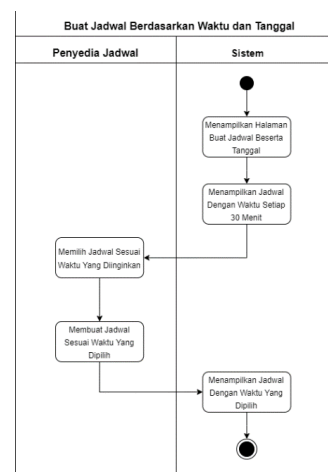 Buat Jadwal Berdasarkan Waktu dan Tanggal
Penyedia Jadwal
Sistem
Menampilkan Halaman
Buat Jadwal Beserta
Tanggal
Menampilkan Jadwal
Dengan Waktu Setiap
30 Menit
Memilih Jadwal Sesuai
Waktu Yang Diinginkan
Membuat Jadwal
Sesuai Waktu Yang
Dipilih
Menampilkan Jadwal
Dengan Waktu Yang
Dipilih